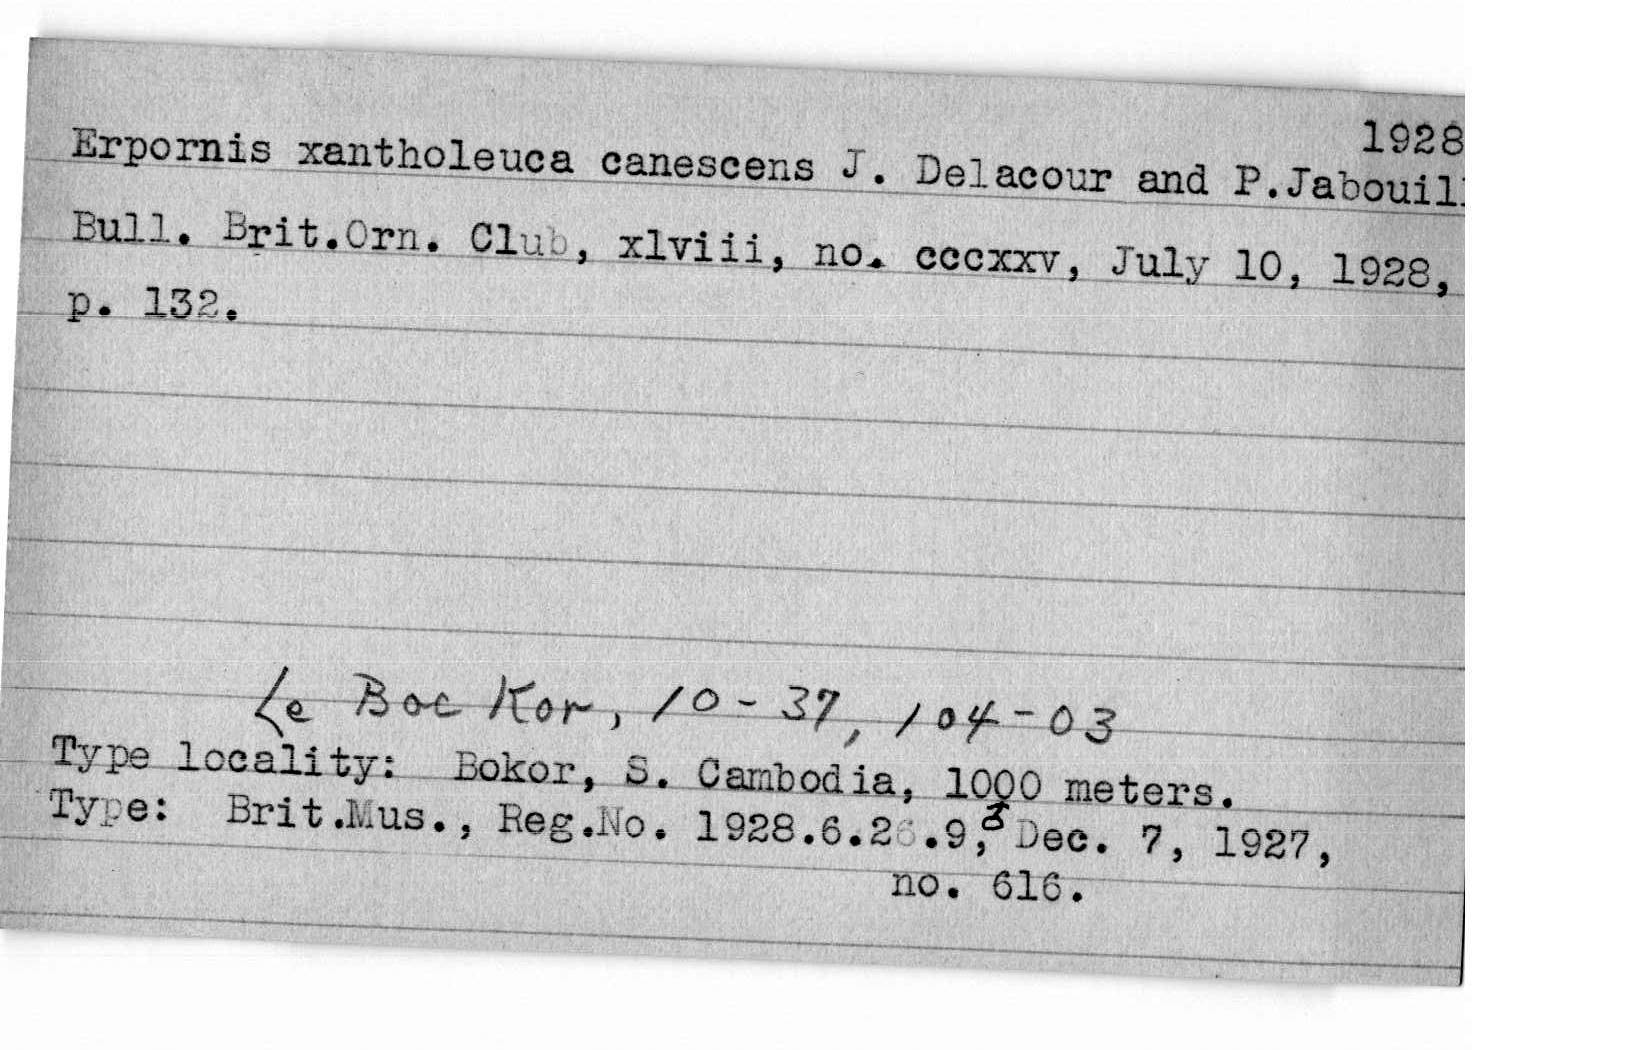 1928
Erpornis xantholeuca canescens J. Delacour and P.Jabouil
Bull. Brit.Orn. Club, xlviii, no. cccxxv, July 10, 1928,
p. 132.
Le Boc Kor, 10-37, 104-03
Type locality: Bokor, S. Cambodia, 1000 meters.
Type: Brit.Mus., Reg.No. 1928.6.26.9,♂ Dec. 7, 1927,
no. 616.